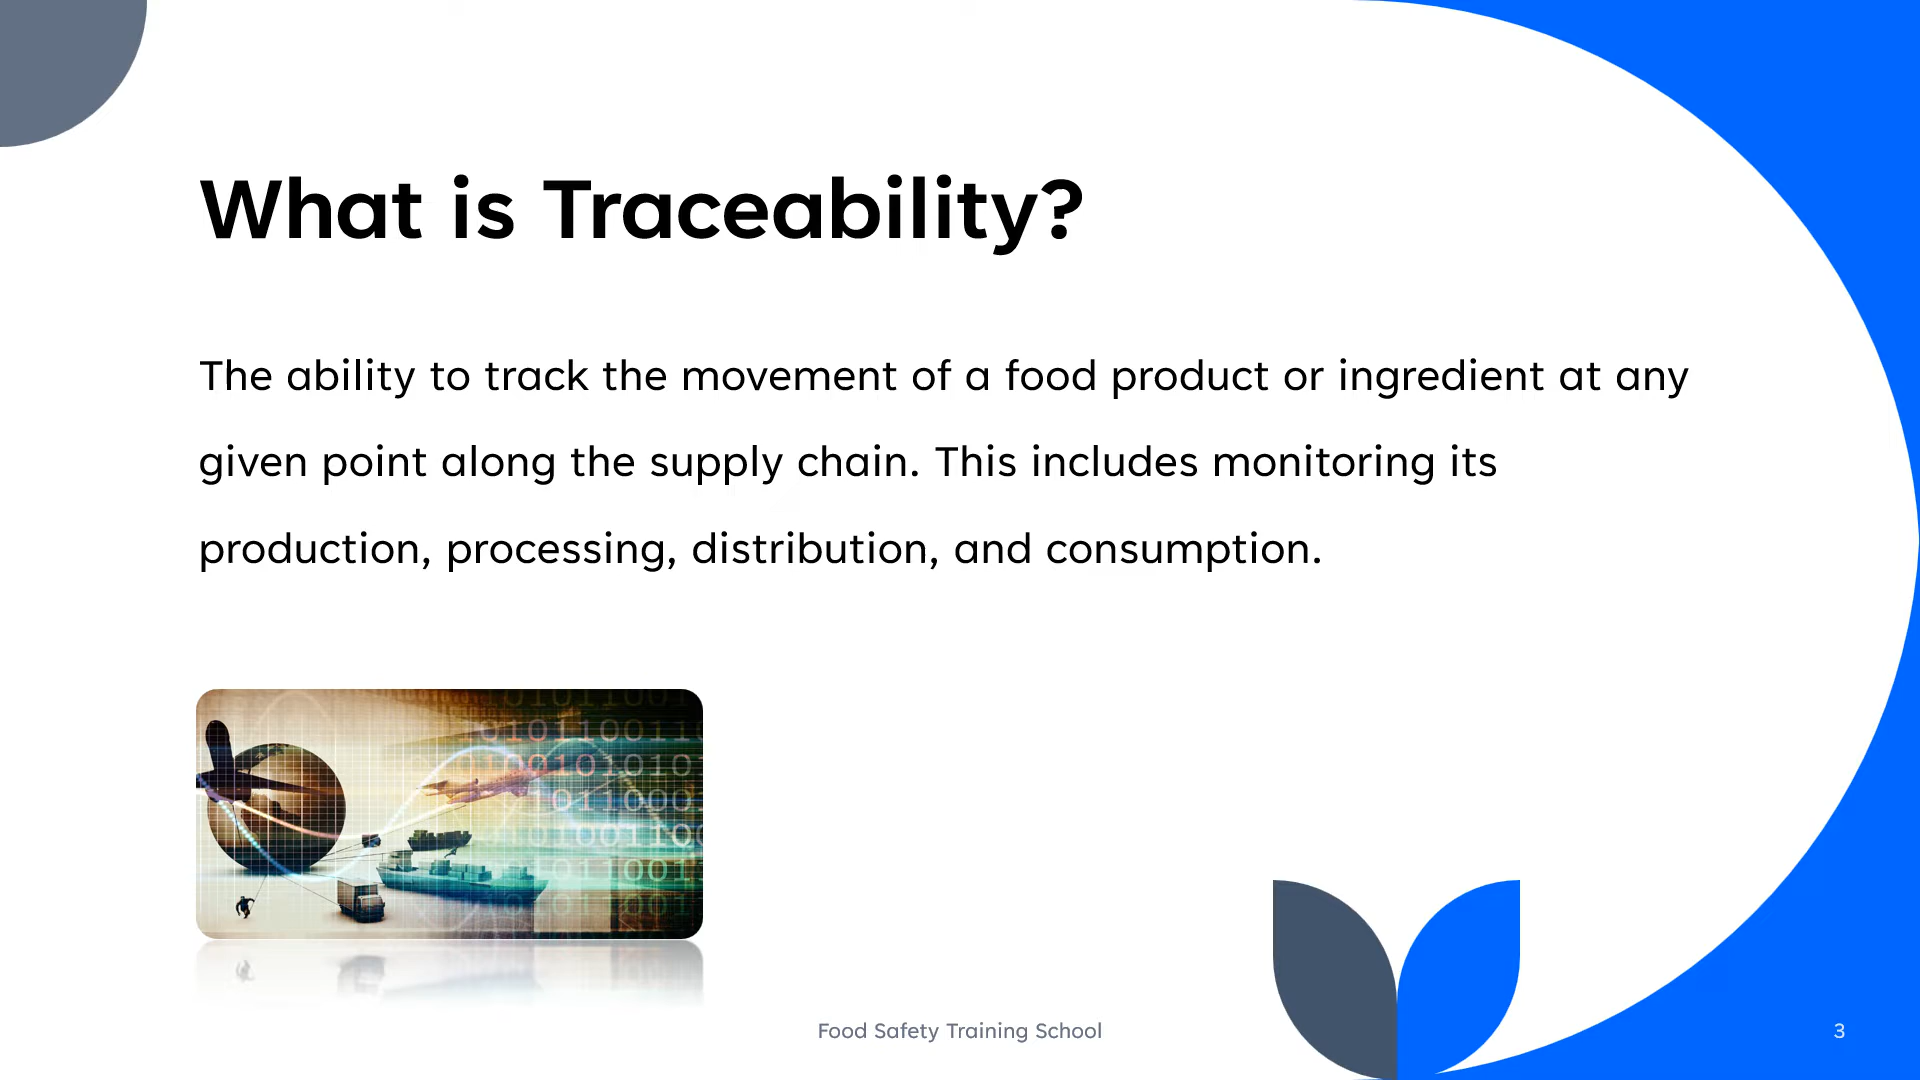 What is Traceability?
The ability to track the movement of a food product or ingredient at any
given point along the supply chain. This includes monitoring its
production, processing, distribution, and consumption.
Food Safety Training School
3